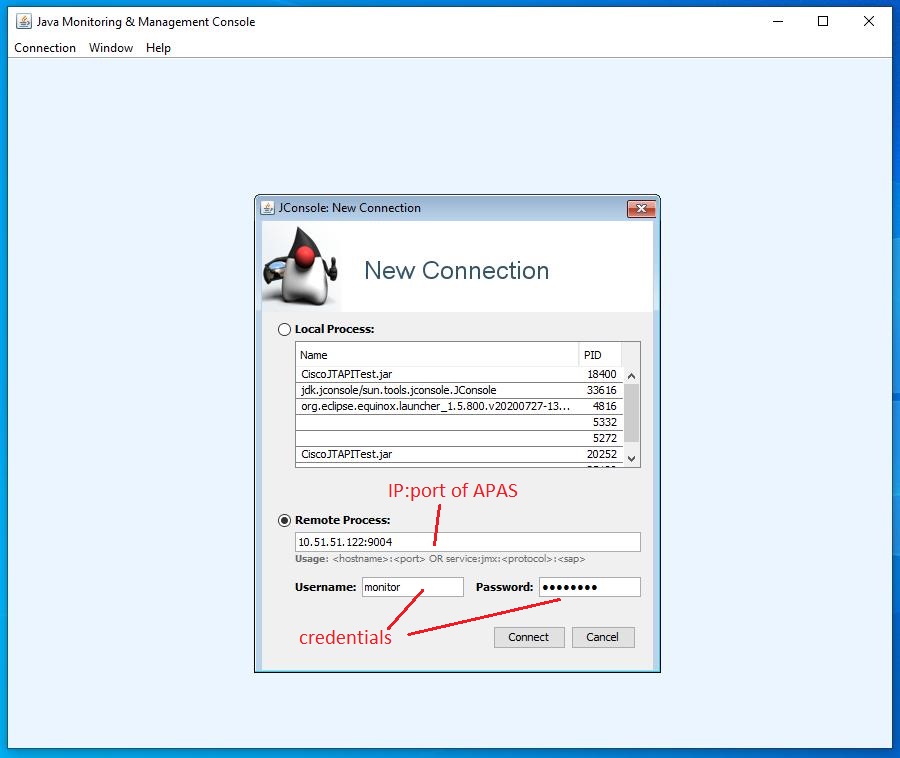 Java Monitoring & Management Console
Connection Window Help
JConsole: New Connection
New Connection
Local Process:
Name PID
CiscoJTAPITest.jar 18400
jdk.jconsole/sun.tools.jconsole.JConsole 33616
org.eclipse.equinox.launcher_1.5.800.v20200727-13... 4816
5332
5272
CiscoJTAPITest.jar 20252
IP:port of APAS
Remote Process:
10.51.51.122:9004
Usage: <hostname>:<port> OR service:jmx:<protocol>:<sap>
Username: monitor Password: ●●●●●●●●
credentials
Connect Cancel